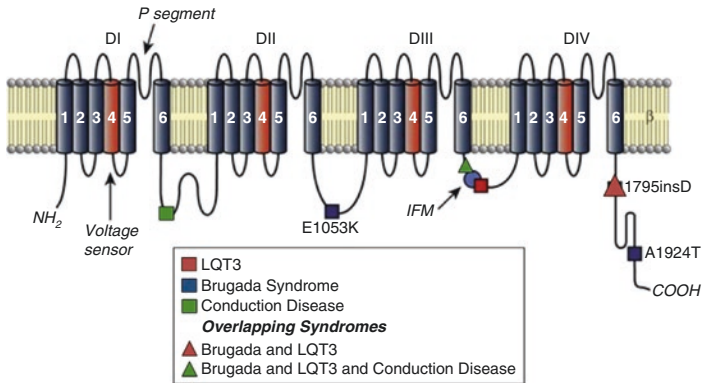 P segment
DI DII DIII DIV
1 2 3 4 5 6 1 2 3 4 5 6 1 2 3 4 5 6 1 2 3 4 5 6 β
NH2
Voltage
sensor
E1053K
IFM
1795insD
A1924T
COOH
LQT3
Brugada Syndrome
Conduction Disease
Overlapping Syndromes
Brugada and LQT3
Brugada and LQT3 and Conduction Disease